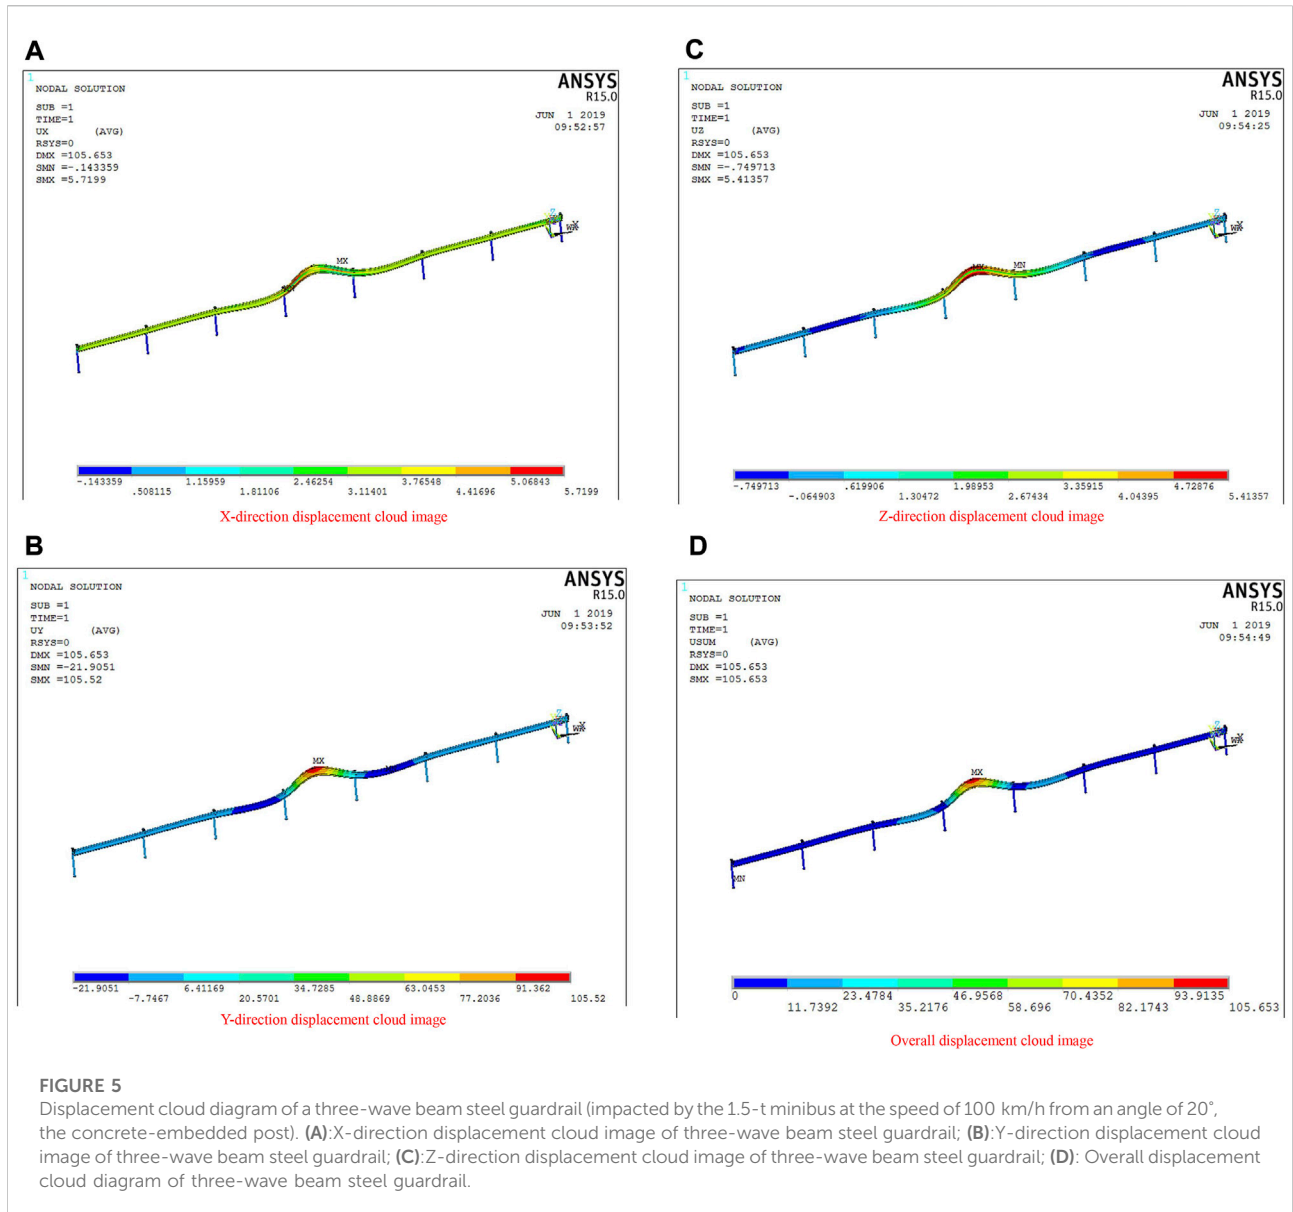 A
1
NODAL SOLUTION
SUB =1
TIME=1
UX (AVG)
RSYS=0
DMX =105.653
SMN =-.143359
SMX =5.7199
ANSYS
R15.0
JUN 1 2019
09:52:57
MX
-.143359 .508115 1.15959 1.81106 2.46254 3.11401 3.76548 4.41696 5.06843 5.7199
X-direction displacement cloud image
B
1
NODAL SOLUTION
SUB =1
TIME=1
UY (AVG)
RSYS=0
DMX =105.653
SMN =-21.9051
SMX =105.52
ANSYS
R15.0
JUN 1 2019
09:53:52
MX
-21.9051 -7.7467 6.41169 20.5701 34.7285 48.8869 63.0453 77.2036 91.362 105.52
Y-direction displacement cloud image
C
1
NODAL SOLUTION
SUB =1
TIME=1
UZ (AVG)
RSYS=0
DMX =105.653
SMN =-.749713
SMX =5.41357
ANSYS
R15.0
JUN 1 2019
09:54:25
MX
MN
-.749713 -.064903 .619906 1.30472 1.98953 2.67434 3.35915 4.04395 4.72876 5.41357
Z-direction displacement cloud image
D
1
NODAL SOLUTION
SUB =1
TIME=1
USUM (AVG)
RSYS=0
DMX =105.653
SMX =105.653
ANSYS
R15.0
JUN 1 2019
09:54:49
MX
MN
0 11.7392 23.4784 35.2176 46.9568 58.696 70.4352 82.1743 93.9135 105.653
Overall displacement cloud image
FIGURE 5
Displacement cloud diagram of a three-wave beam steel guardrail (impacted by the 1.5-t minibus at the speed of 100 km/h from an angle of 20°,
the concrete-embedded post). (A):X-direction displacement cloud image of three-wave beam steel guardrail; (B):Y-direction displacement cloud
image of three-wave beam steel guardrail; (C):Z-direction displacement cloud image of three-wave beam steel guardrail; (D): Overall displacement
cloud diagram of three-wave beam steel guardrail.